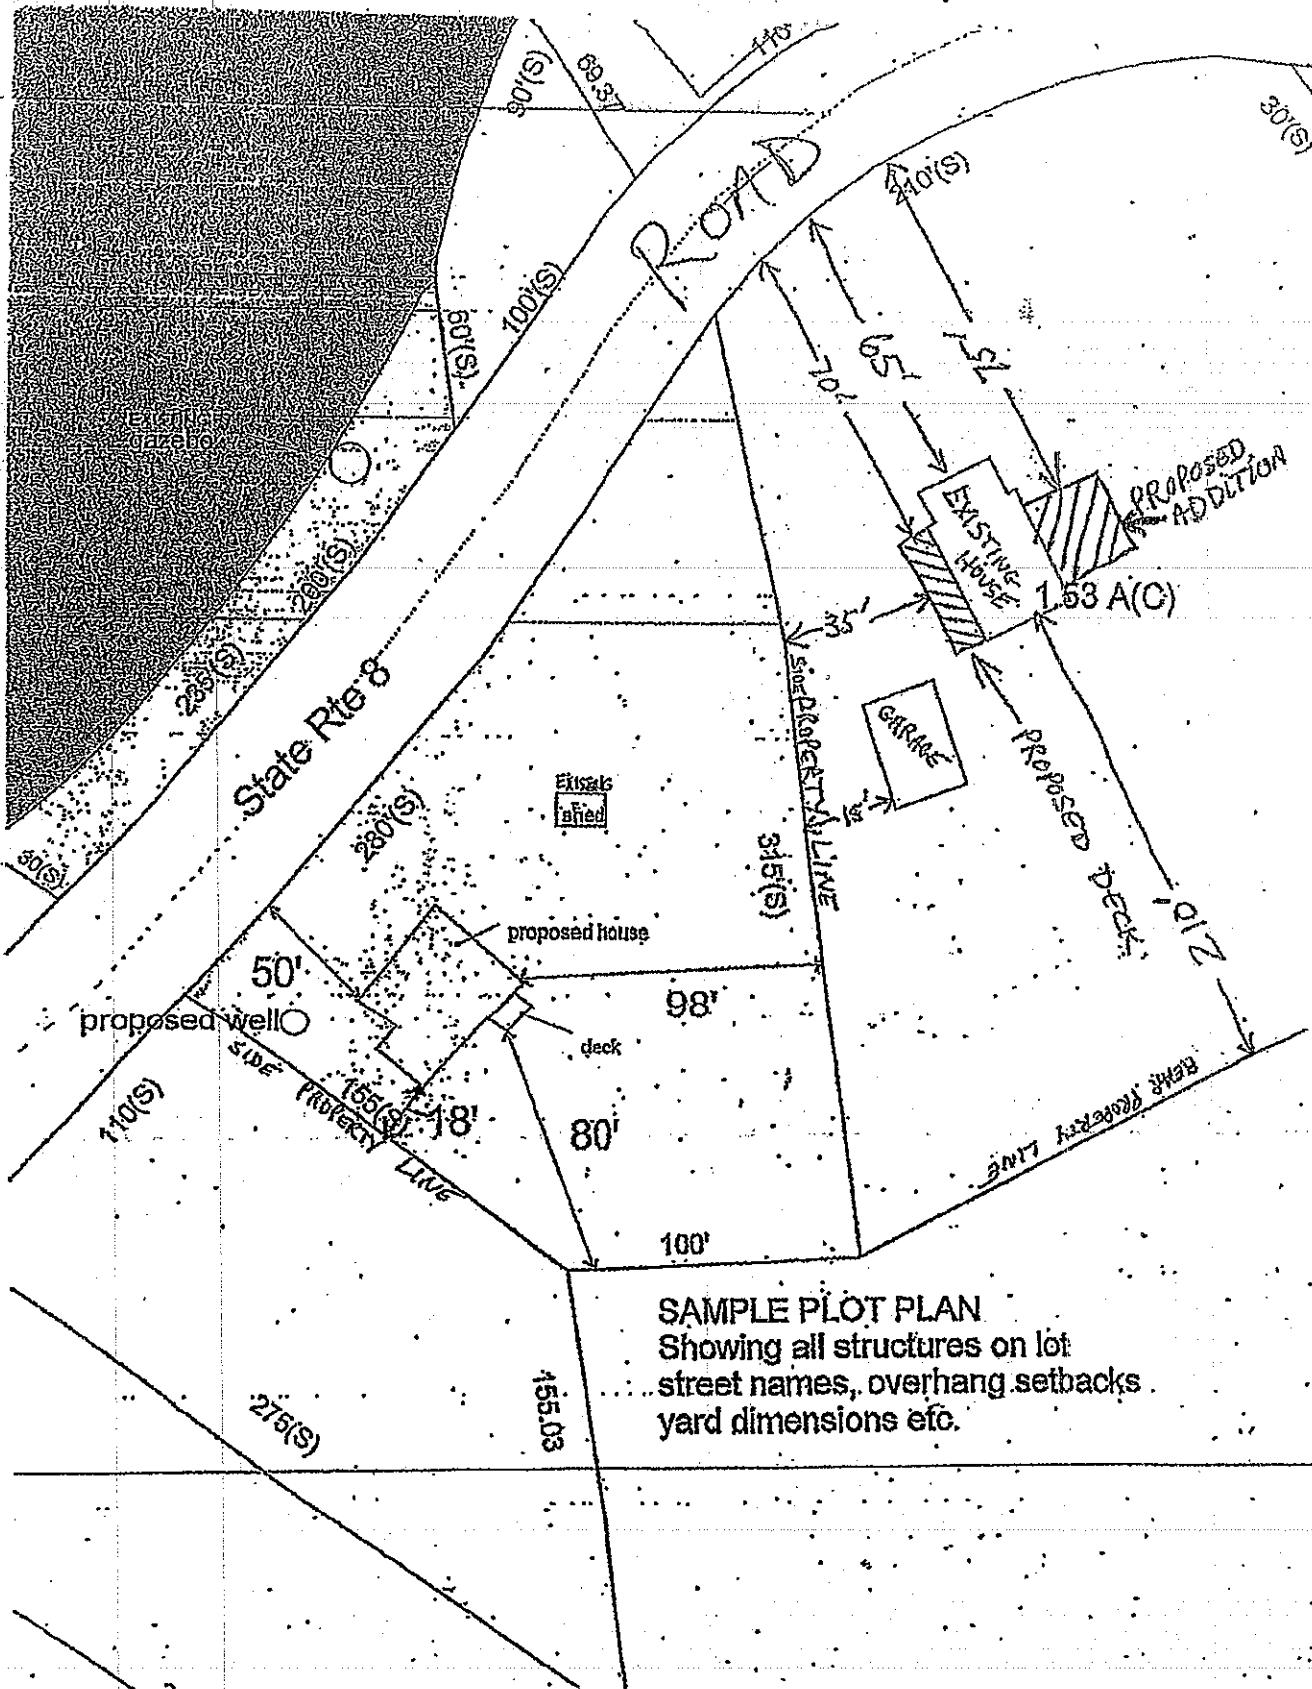 90'(S)
69.37
110'
30'(S)
ROAD
210'(S)
100'(S)
60'(S)
65'
75'
70'
gazebo
PROPOSED
ADDITION
EXISTING
HOUSE
1.53 A(C)
200'(S)
35'
235'(S)
State Rte 8
SIDE PROPERTY LINE
GARAGE
shed
PROPOSED DECK
230'(S)
315'(S)
50'(S)
210'
proposed house
50'
98'
proposed well
deck
SIDE PROPERTY LINE
155(S)
18'
80'
110'(S)
REAR PROPERTY LINE
100'
SAMPLE PLOT PLAN
Showing all structures on lot
street names, overhang setbacks
yard dimensions etc.
155.03
275(S)